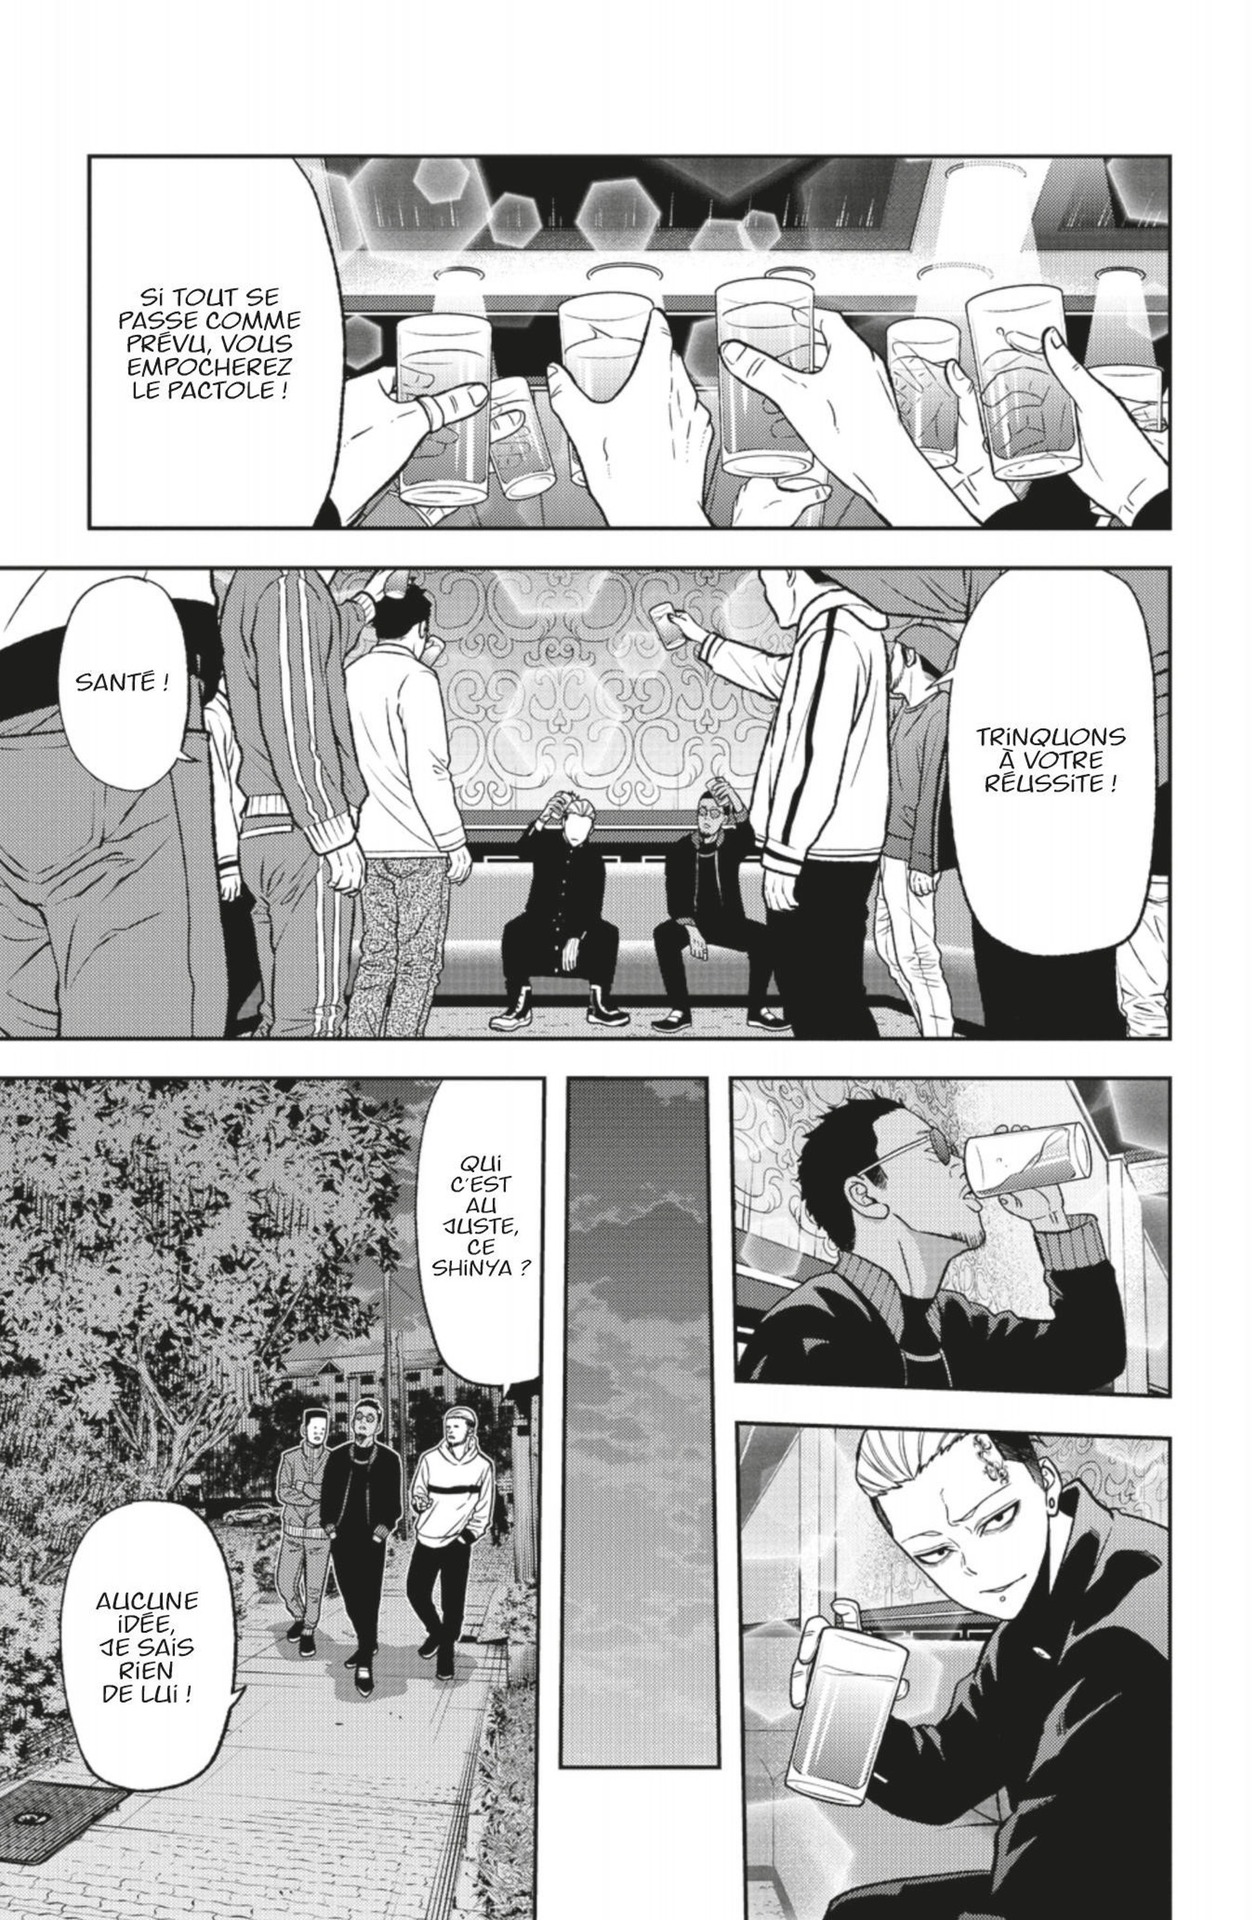 SI TOUT SE
PASSE COMME
PRÉVU, VOUS
EMPOCHEREZ
LE PACTOLE !
TRINQUONS
À VOTRE
RÉUSSITE !
SANTÉ !
QUI
C'EST
AU
JUSTE,
CE
SHINYA ?
AUCUNE
IDÉE,
JE SAIS
RIEN
DE LUI !